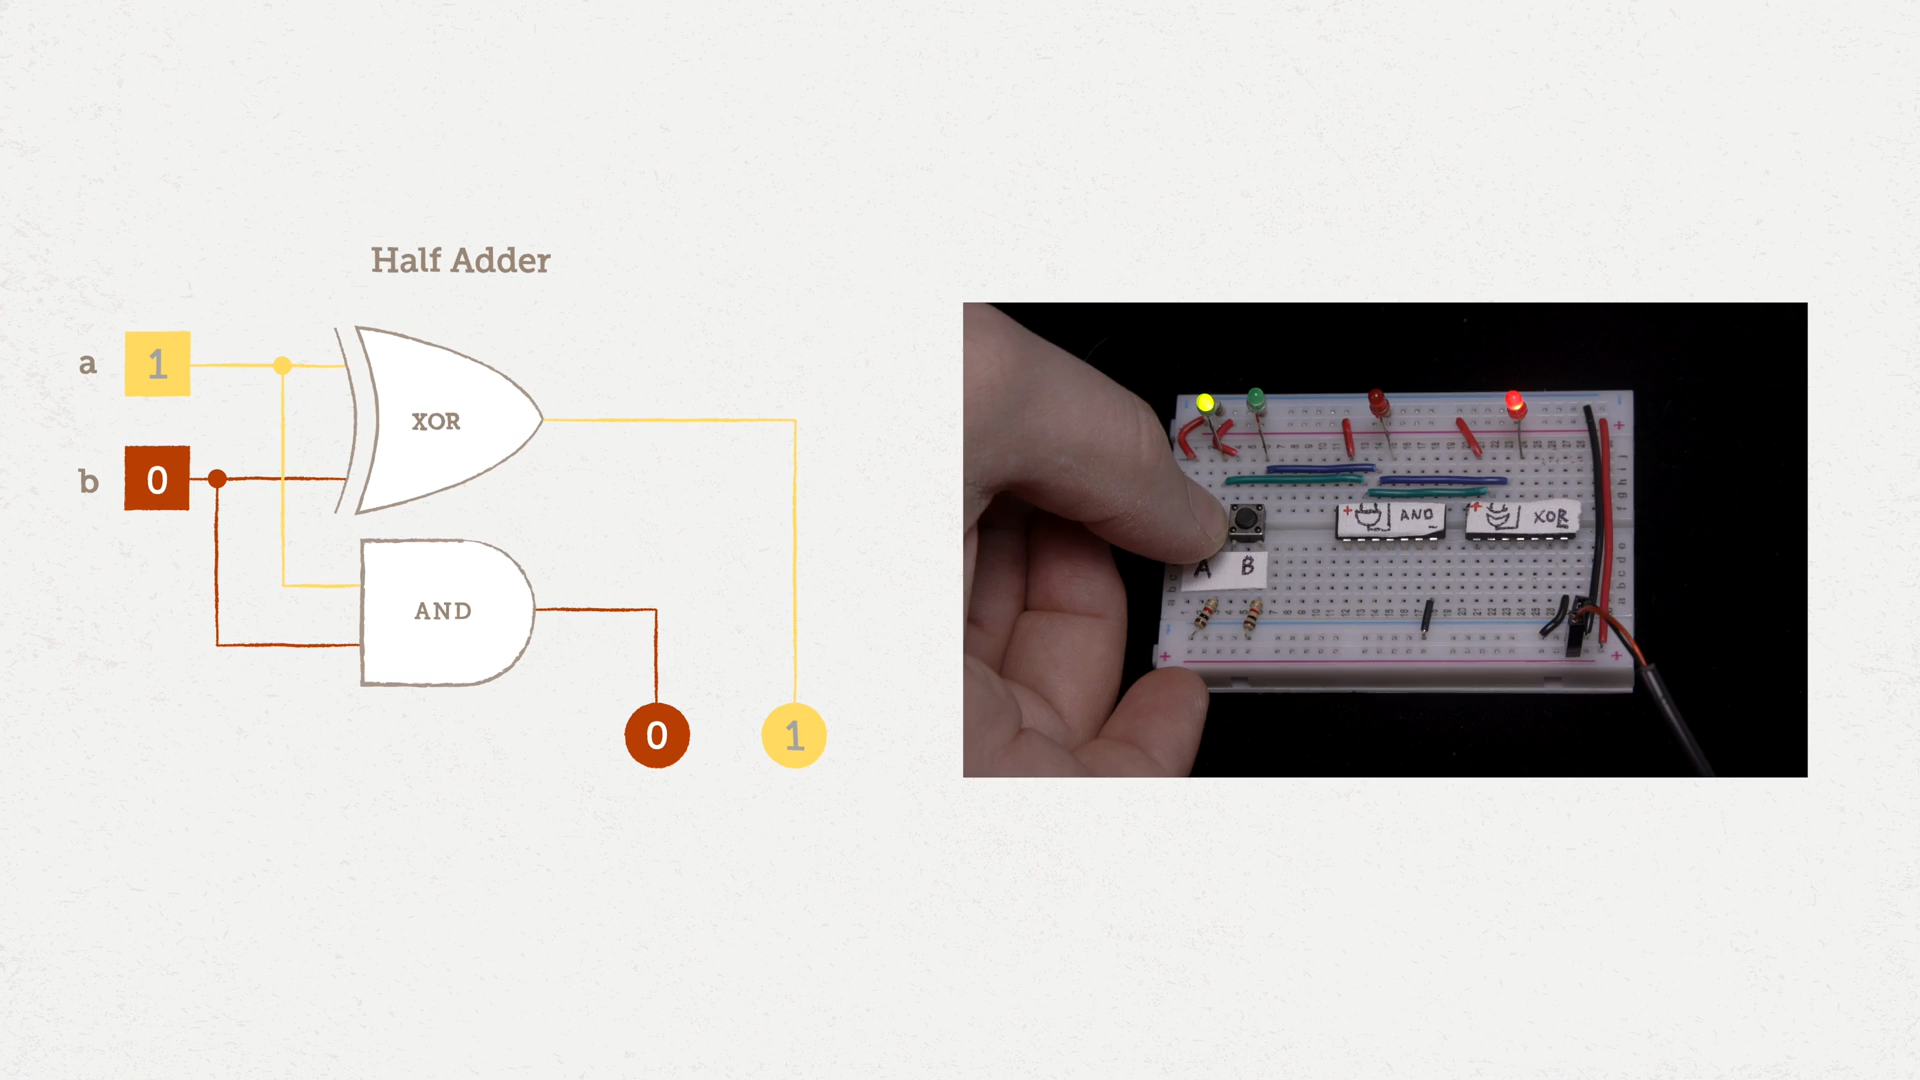 Half Adder
a 1
XOR
b 0
AND
0 1
+ AND
+ XOR
A B